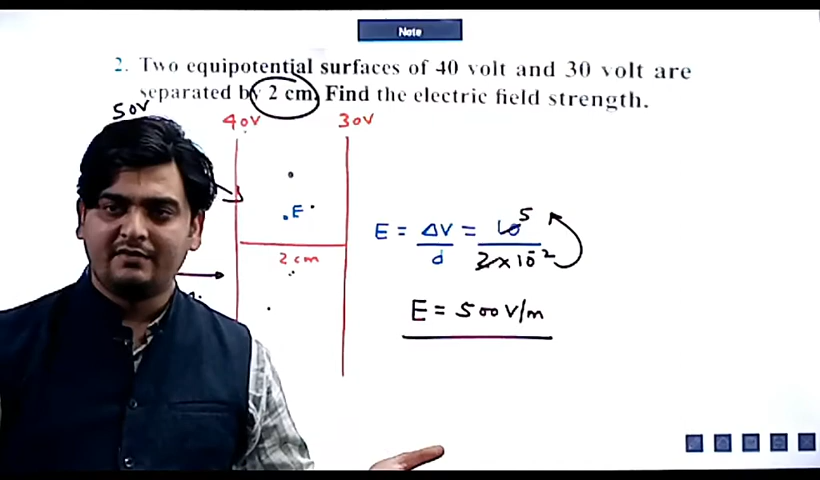 Note
2. Two equipotential surfaces of 40 volt and 30 volt are
separated by 2 cm. Find the electric field strength.
50V
40V 30V
E
2 cm
E = ΔV/d = 10 5/2×10⁻²
E = 500 V/m